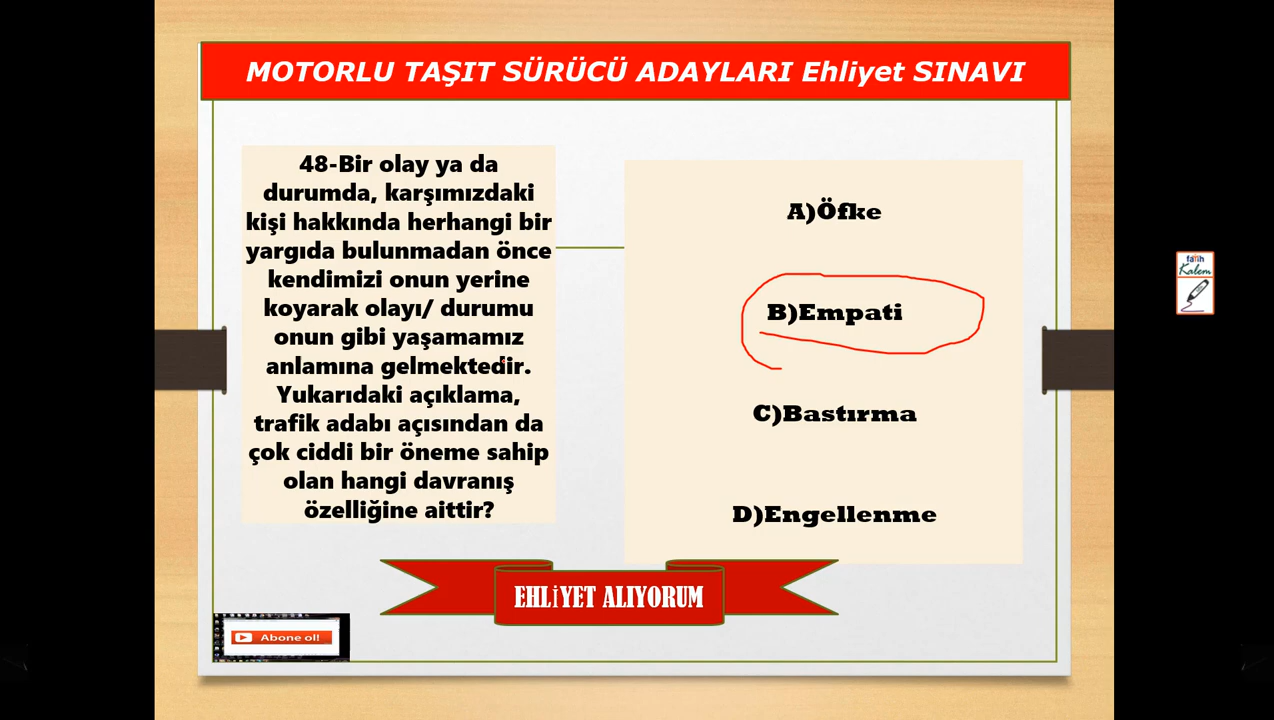 MOTORLU TAŞIT SÜRÜCÜ ADAYLARI Ehliyet SINAVI
48-Bir olay ya da
durumda, karşımızdaki
kişi hakkında herhangi bir
yargıda bulunmadan önce
kendimizi onun yerine
koyarak olayı/ durumu
onun gibi yaşamamız
anlamına gelmektedir.
Yukarıdaki açıklama,
trafik adabı açısından da
çok ciddi bir öneme sahip
olan hangi davranış
özelliğine aittir?
A)Öfke
B)Empati
C)Bastırma
D)Engellenme
EHLİYET ALIYORUM
Abone ol!
fatih
Kalem